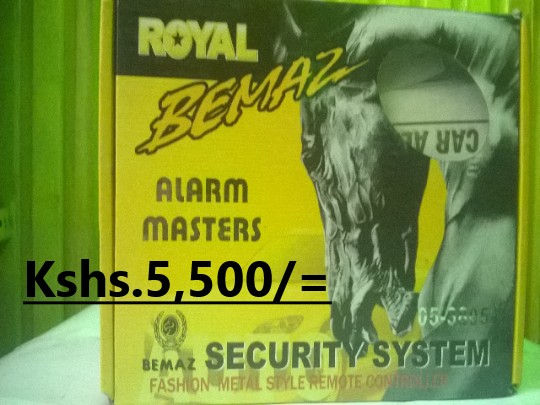 ROYAL
BEMAZ
CAR
ALARM
MASTERS
Kshs.5,500/=
BEMAZ SECURITY SYSTEM
FASHION METAL STYLE REMOTE CONTROLLER